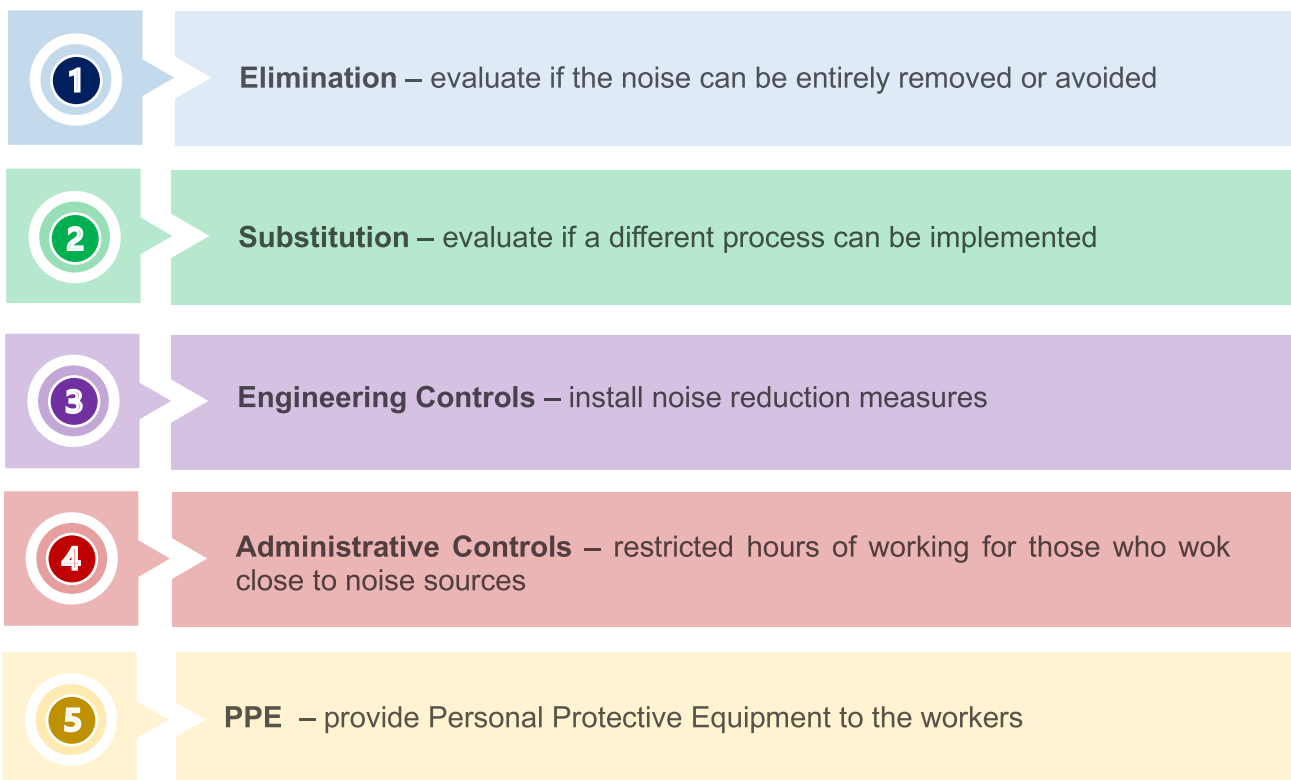 1
Elimination – evaluate if the noise can be entirely removed or avoided
2
Substitution – evaluate if a different process can be implemented
3
Engineering Controls – install noise reduction measures
4
Administrative Controls – restricted hours of working for those who wok
close to noise sources
5
PPE – provide Personal Protective Equipment to the workers